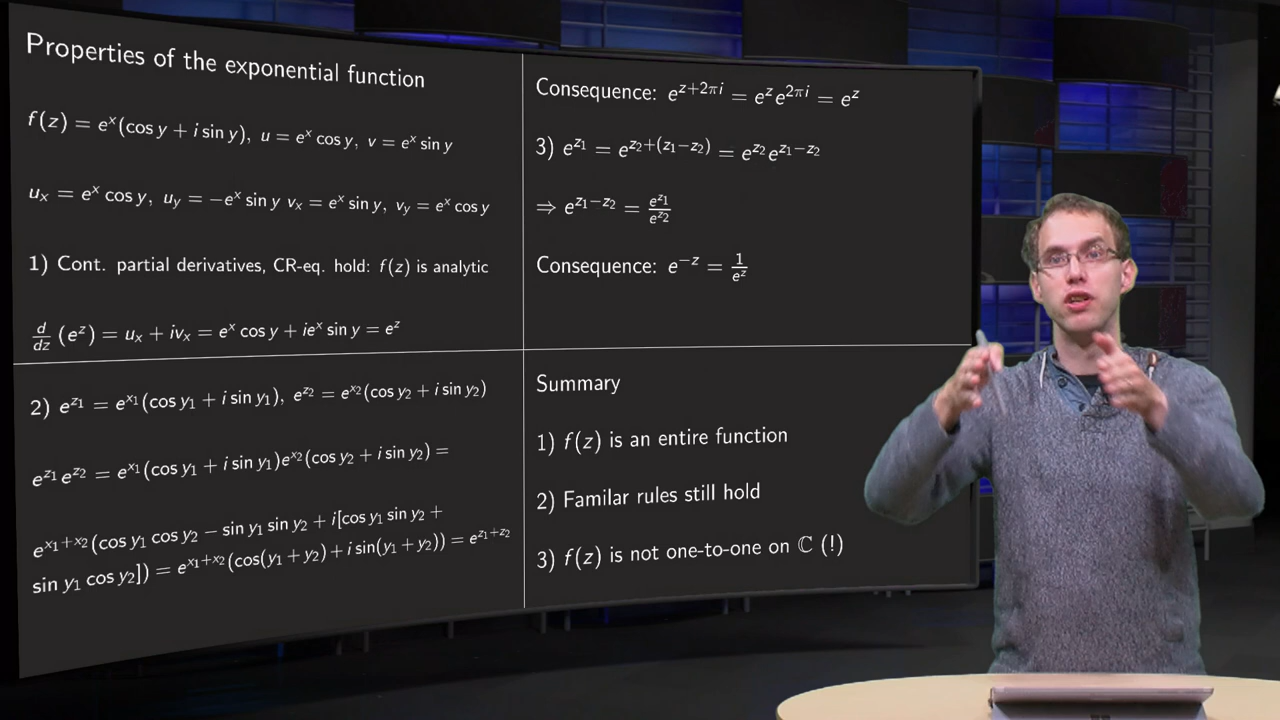 Properties of the exponential function
f(z) = e^x(cos y + i sin y), u = e^x cos y, v = e^x sin y
u_x = e^x cos y, u_y = −e^x sin y v_x = e^x sin y, v_y = e^x cos y
1) Cont. partial derivatives, CR-eq. hold: f(z) is analytic
d/dz (e^z) = u_x + iv_x = e^x cos y + ie^x sin y = e^z
2) e^{z_1} = e^{x_1}(cos y_1 + i sin y_1), e^{z_2} = e^{x_2}(cos y_2 + i sin y_2)
e^{z_1}e^{z_2} = e^{x_1}(cos y_1 + i sin y_1)e^{x_2}(cos y_2 + i sin y_2) =
e^{x_1+x_2}(cos y_1 cos y_2 − sin y_1 sin y_2 + i[cos y_1 sin y_2 +
sin y_1 cos y_2]) = e^{x_1+x_2}(cos(y_1 + y_2) + i sin(y_1 + y_2)) = e^{z_1+z_2}
Consequence: e^{z+2πi} = e^z e^{2πi} = e^z
3) e^{z_1} = e^{z_2+(z_1−z_2)} = e^{z_2}e^{z_1−z_2}
⇒ e^{z_1−z_2} = e^{z_1}/e^{z_2}
Consequence: e^{−z} = 1/e^z
Summary
1) f(z) is an entire function
2) Familar rules still hold
3) f(z) is not one-to-one on ℂ (!)